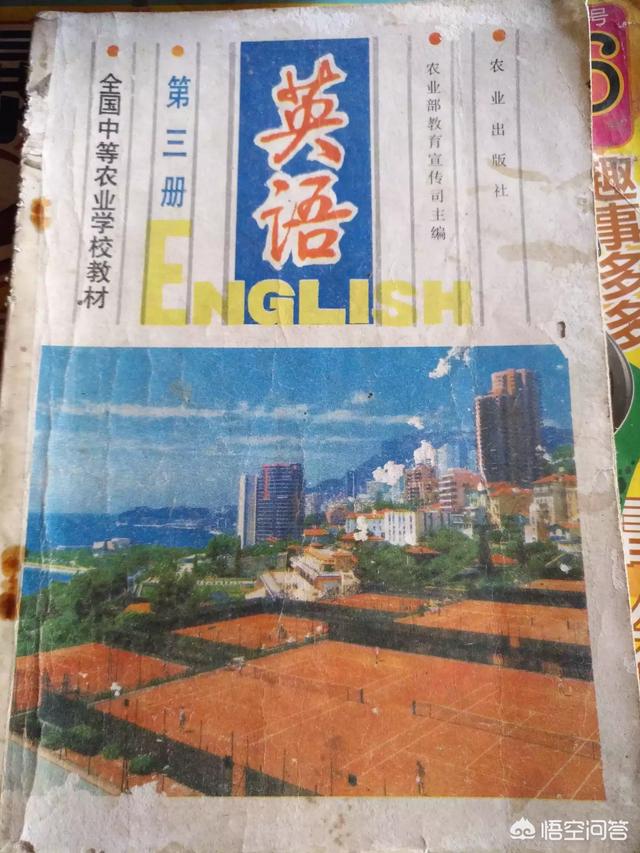 全国中等农业学校教材
第三册
英语
ENGLISH
农业部教育宣传司主编
农业出版社
号
6
趣事多多
悟空问答